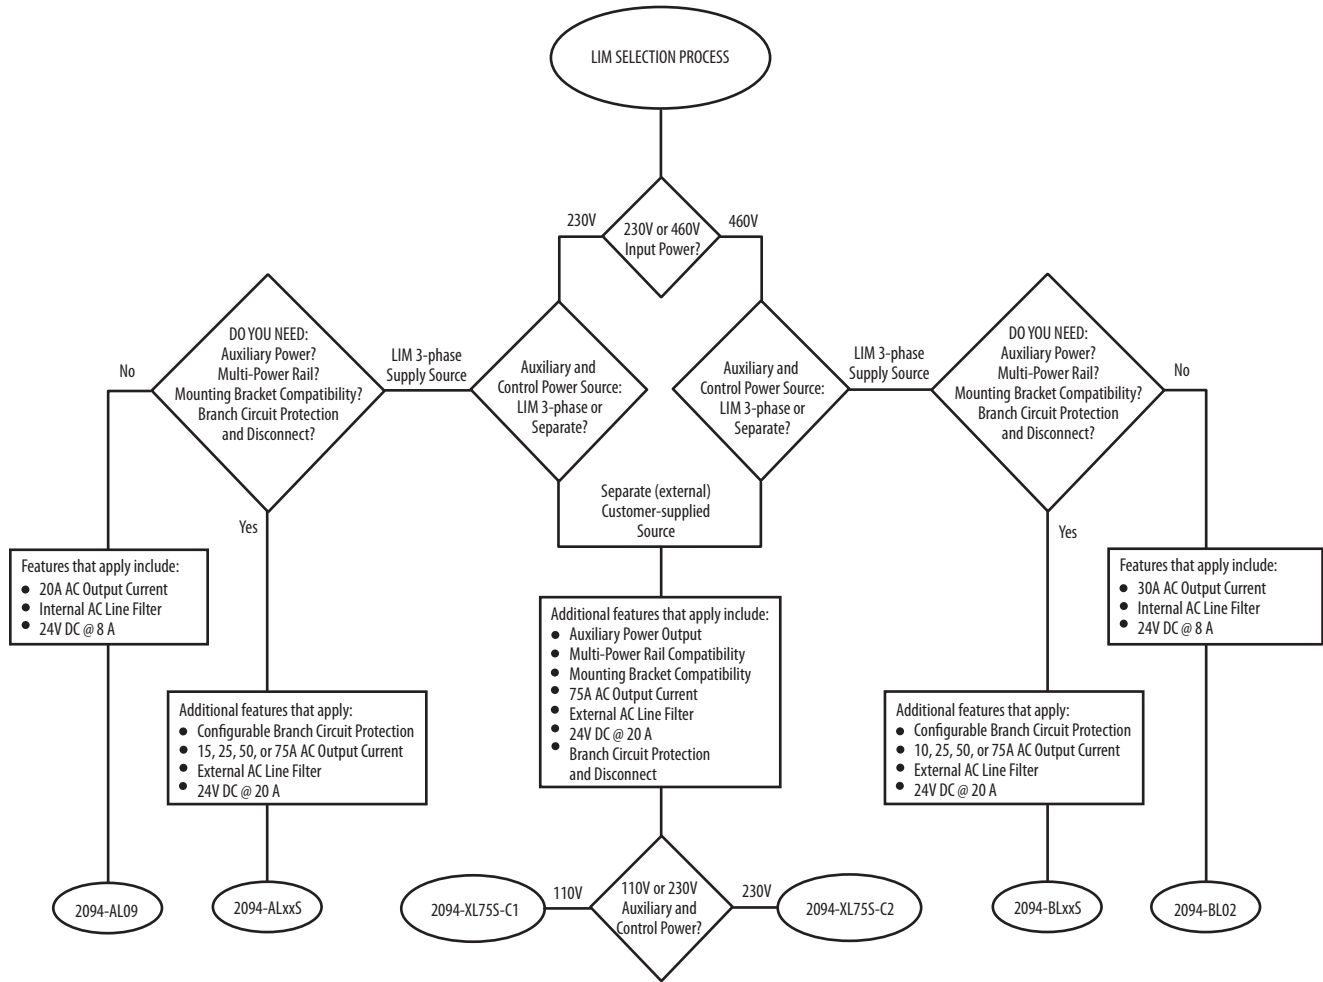 LIM SELECTION PROCESS
230V
230V or 460V
Input Power?
460V
DO YOU NEED:
Auxiliary Power?
Multi-Power Rail?
Mounting Bracket Compatibility?
Branch Circuit Protection
and Disconnect?
No
LIM 3-phase
Supply Source
Auxiliary and
Control Power Source:
LIM 3-phase or
Separate?
Auxiliary and
Control Power Source:
LIM 3-phase or
Separate?
LIM 3-phase
Supply Source
DO YOU NEED:
Auxiliary Power?
Multi-Power Rail?
Mounting Bracket Compatibility?
Branch Circuit Protection
and Disconnect?
No
Separate (external)
Customer-supplied
Source
Yes
Yes
Features that apply include:
● 20A AC Output Current
● Internal AC Line Filter
● 24V DC @ 8 A
Additional features that apply include:
● Auxiliary Power Output
● Multi-Power Rail Compatibility
● Mounting Bracket Compatibility
● 75A AC Output Current
● External AC Line Filter
● 24V DC @ 20 A
● Branch Circuit Protection
and Disconnect
Features that apply include:
● 30A AC Output Current
● Internal AC Line Filter
● 24V DC @ 8 A
Additional features that apply:
● Configurable Branch Circuit Protection
● 15, 25, 50, or 75A AC Output Current
● External AC Line Filter
● 24V DC @ 20 A
Additional features that apply:
● Configurable Branch Circuit Protection
● 10, 25, 50, or 75A AC Output Current
● External AC Line Filter
● 24V DC @ 20 A
2094-AL09
2094-ALxxS
2094-XL75S-C1
110V
110V or 230V
Auxiliary and
Control Power?
230V
2094-XL75S-C2
2094-BLxxS
2094-BL02